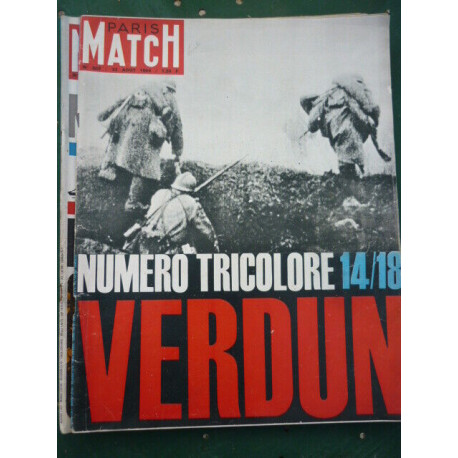 PARIS
MATCH
NUMERO TRICOLORE 14/18
VERDUN